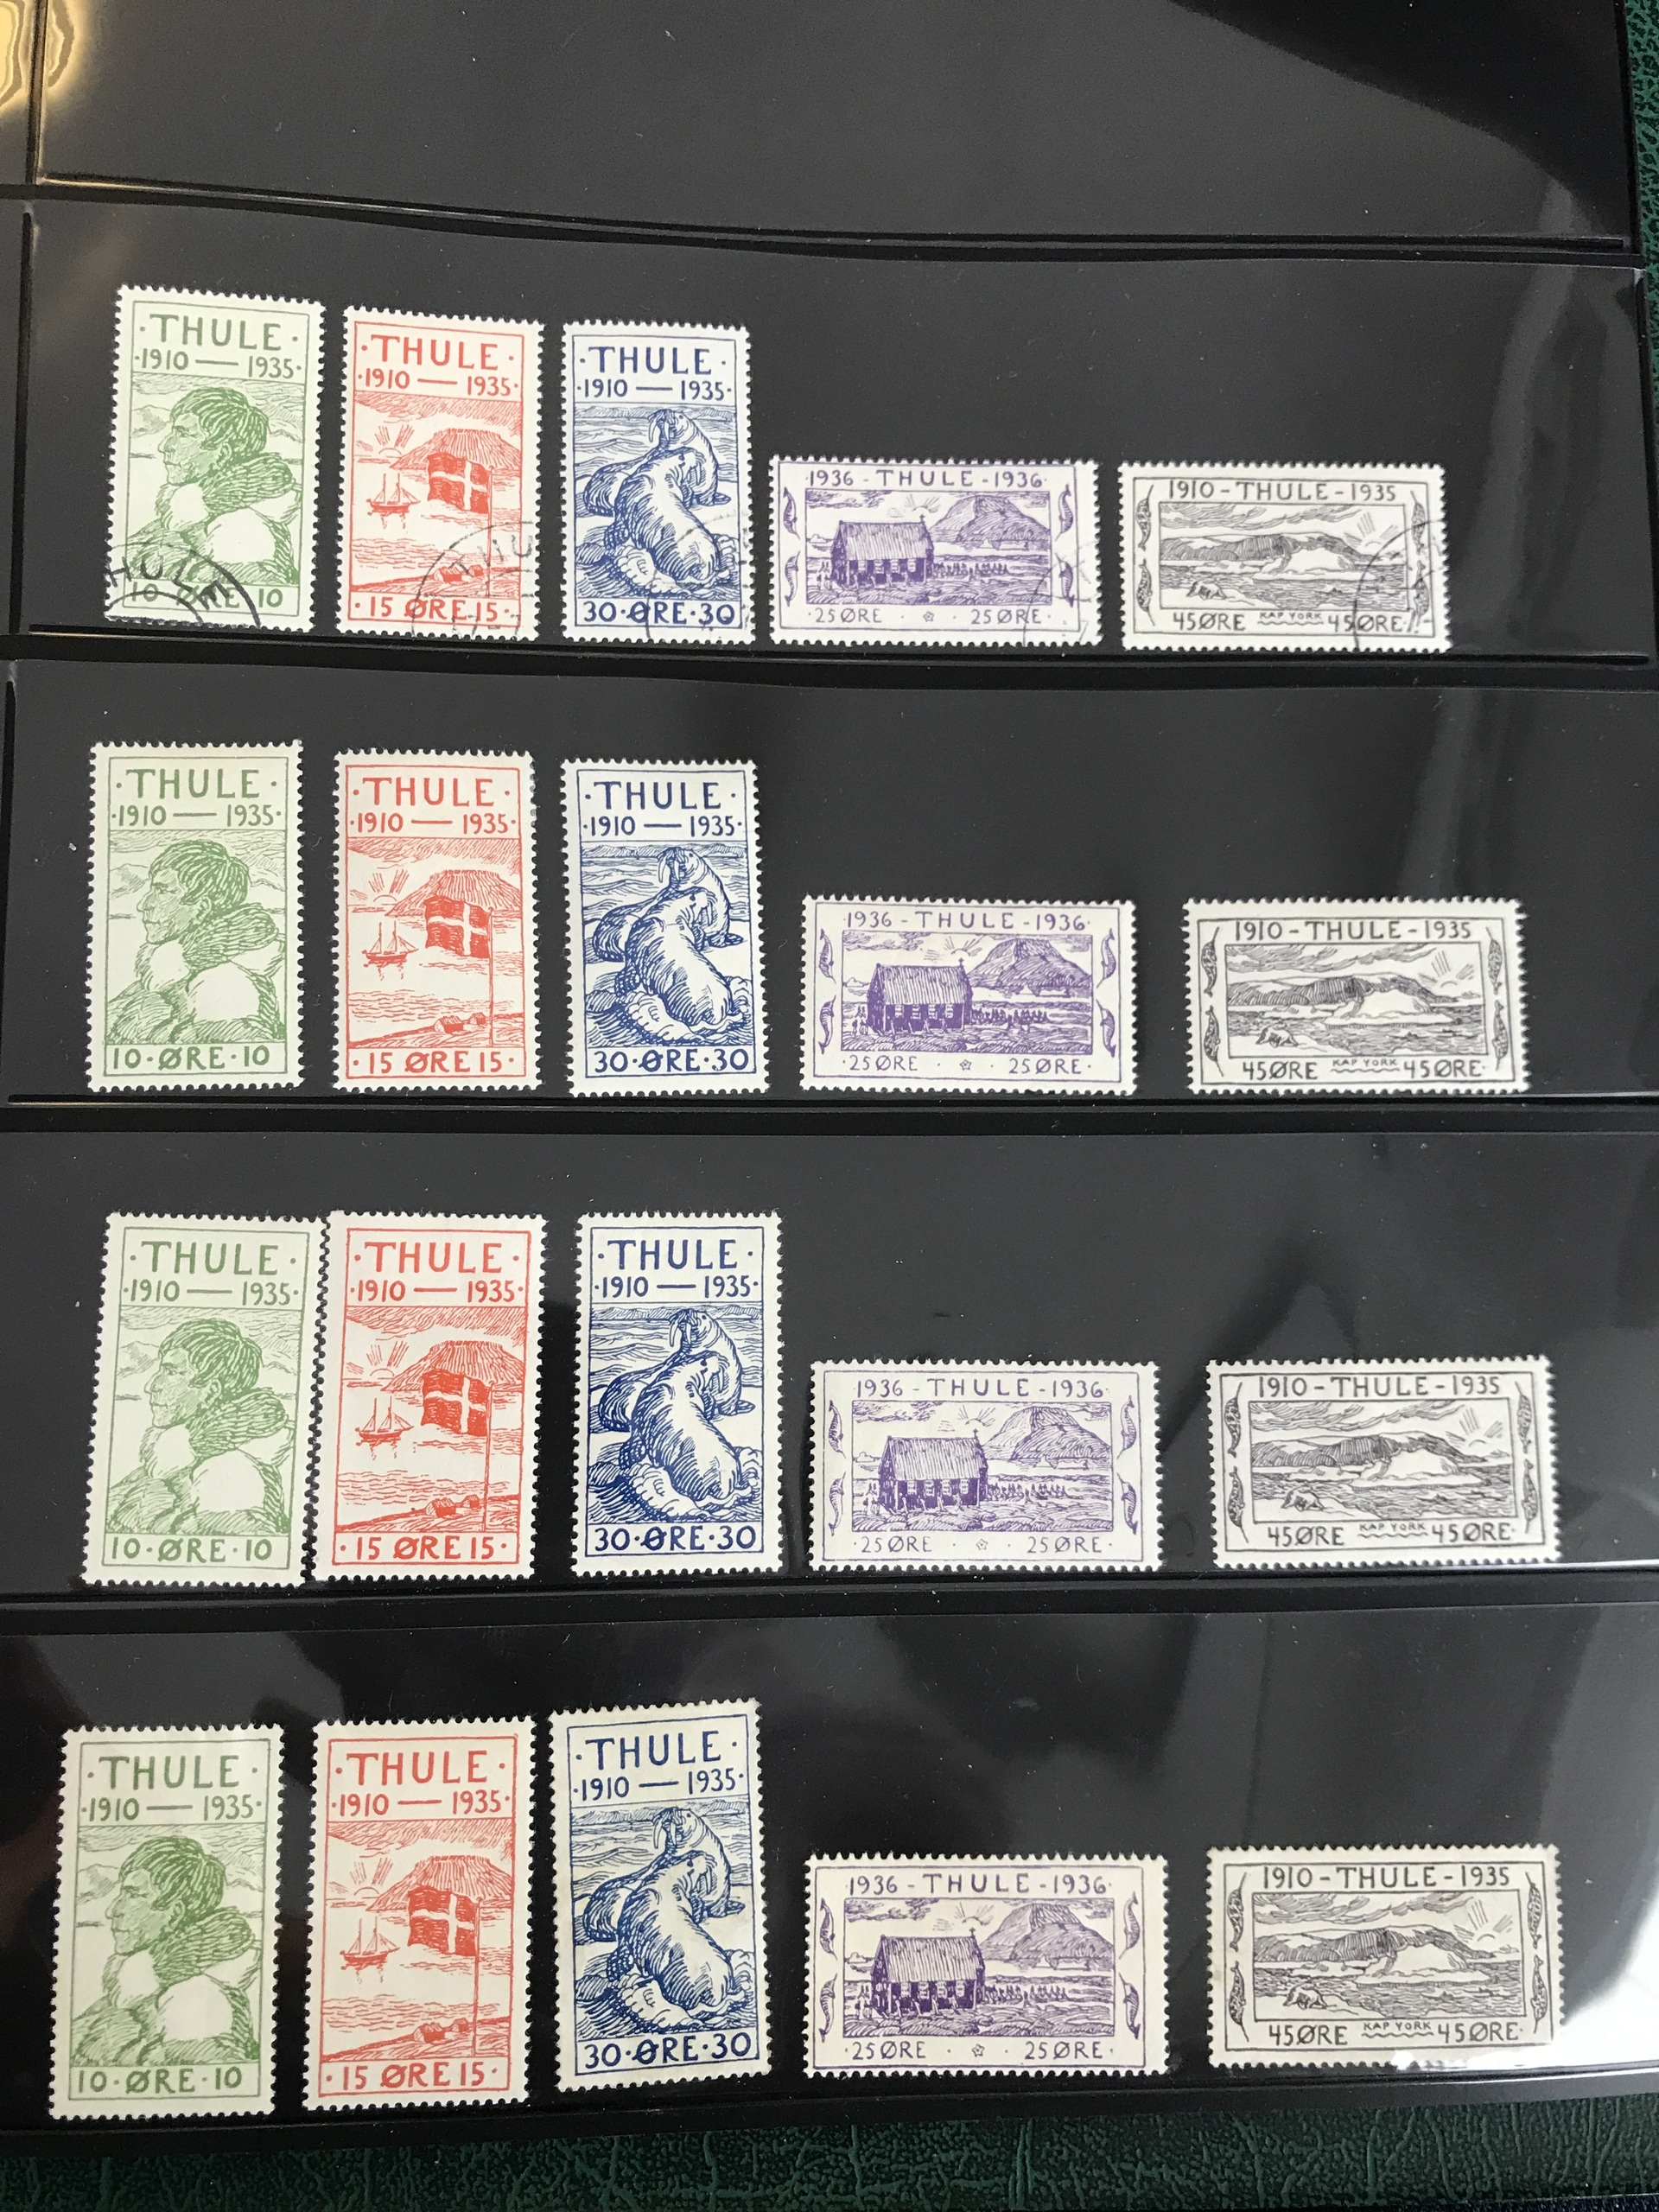 ·THULE·
·1910 — 1935·
10 ØRE 10
HULE
·THULE·
·1910 — 1935·
·15 ØRE 15·
THU
·THULE·
·1910 — 1935·
30·ØRE·30
·1936 - THULE - 1936·
·25 ØRE · · 25 ØRE·
1910 - THULE - 1935
45 ØRE KAP YORK 45 ØRE
·THULE·
·1910 — 1935·
10·ØRE·10
·THULE·
·1910 — 1935·
·15 ØRE 15·
·THULE·
·1910 — 1935·
30·ØRE·30
·1936 - THULE - 1936·
·25 ØRE · · 25 ØRE·
1910 - THULE - 1935
45 ØRE KAP YORK 45 ØRE·
·THULE·
·1910 — 1935·
10·ØRE·10
·THULE·
·1910 — 1935·
·15 ØRE 15·
·THULE·
·1910 — 1935·
30·ØRE·30
1936 - THULE - 1936·
·25 ØRE · · 25 ØRE·
1910 - THULE - 1935
45 ØRE KAP YORK 45 ØRE·
·THULE·
·1910 — 1935·
10·ØRE·10
·THULE·
·1910 — 1935·
·15 ØRE 15·
·THULE·
·1910 — 1935·
30·ØRE·30
·1936 - THULE - 1936·
·25 ØRE · · 25 ØRE·
1910 - THULE - 1935
45 ØRE KAP YORK 45 ØRE·